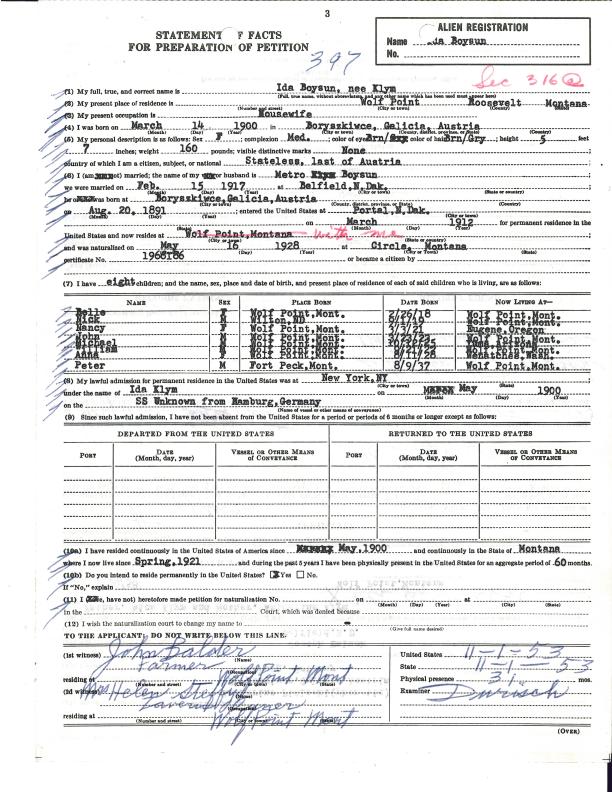 3
STATEMENT OF FACTS
FOR PREPARATION OF PETITION
397
ALIEN REGISTRATION
Name Ida Boysun
No.
Sec 316(a)
(1) My full, true, and correct name is Ida Boysun, nee Klym
(Full, true name, without abbreviation, and any other name which has been used must appear here)
(2) My present place of residence is Wolf Point Roosevelt Montana
(Number and street) (City or town) (County) (State)
(3) My present occupation is Housewife
(4) I was born on March 14 1900 in Boryszkiwce, Galicia, Austria
(Month) (Day) (Year) (City or town) (County, district, province, or state) (Country)
(5) My personal description is as follows: Sex F, complexion Med., color of eyes Brn, color of hair Brn/Gry, height 5 feet
7 inches; weight 160 pounds; visible distinctive marks None
country of which I am a citizen, subject, or national Stateless, last of Austria
(6) I am married; the name of my husband is Metro Boysun
we were married on Feb. 15 1917 at Belfield, N.Dak.
(Month) (Day) (Year) (City or town) (State or country)
he was born at Boryszkiwce, Galicia, Austria
(City or town) (County, district, province, or state) (Country)
on Aug. 20, 1891; entered the United States at Portal, N.Dak.
(Month) (Day) (Year) (City or town) (State)
on March 1912 for permanent residence in the
(Month) (Day) (Year)
United States and now resides at Wolf Point, Montana with me
(City or town) (State or country)
and was naturalized on May 16 1928 at Circle, Montana
(Month) (Day) (Year) (City or town) (State)
certificate No. 1968186 or became a citizen by
(7) I have eight children; and the name, sex, place and date of birth, and present place of residence of each of said children who is living, are as follows:
NAME SEX PLACE BORN DATE BORN NOW LIVING AT—
Belle F Wolf Point, Mont. 2/26/18 Wolf Point, Mont.
Nick M Wilton, ND Wolf Point, Mont.
Nancy F Wolf Point, Mont. 3/3/21 Eugene, Oregon
John M Wolf Point, Mont. Wolf Point, Mont.
Michael M Wolf Point, Mont.
William M Wolf Point, Mont. Wolf Point, Mont.
Anna F Wolf Point, Mont. 8/11/28 Wenatchee, Wash.
Peter M Fort Peck, Mont. 8/9/37 Wolf Point, Mont.
(8) My lawful admission for permanent residence in the United States was at New York, NY
(City or town) (State)
under the name of Ida Klym on May 1900
(Month) (Day) (Year)
on the SS Unknown from Hamburg, Germany
(Name of vessel or other means of conveyance)
(9) Since such lawful admission, I have not been absent from the United States for a period or periods of 6 months or longer except as follows:
DEPARTED FROM THE UNITED STATES RETURNED TO THE UNITED STATES
PORT DATE (Month, day, year) VESSEL OR OTHER MEANS OF CONVEYANCE PORT DATE (Month, day, year) VESSEL OR OTHER MEANS OF CONVEYANCE
(10a) I have resided continuously in the United States of America since May, 1900 and continuously in the State of Montana
where I now live since Spring, 1921 and during the past 5 years I have been physically present in the United States for an aggregate period of 60 months.
(10b) Do you intend to reside permanently in the United States? [X] Yes [ ] No.
If "No," explain
(11) I have not) heretofore made petition for naturalization No. on at
(Month) (Day) (Year) (City or town) (State)
in the Court, which was denied because
(12) I wish the naturalization court to change my name to -
(Give full name desired)
TO THE APPLICANT: DO NOT WRITE BELOW THIS LINE.
(1st witness) John Balder
(Name)
Farmer
(Occupation)
residing at Wolf Point Mont
(Number and street) (City or town) (State)
(2d witness) Mrs Helen
(Name)
(Occupation)
residing at Wolf Point Mont
(Number and street) (City or town) (State)
United States 11-1-53
State 11-1-53
Physical presence 31 mos.
Examiner Durisch
(OVER)